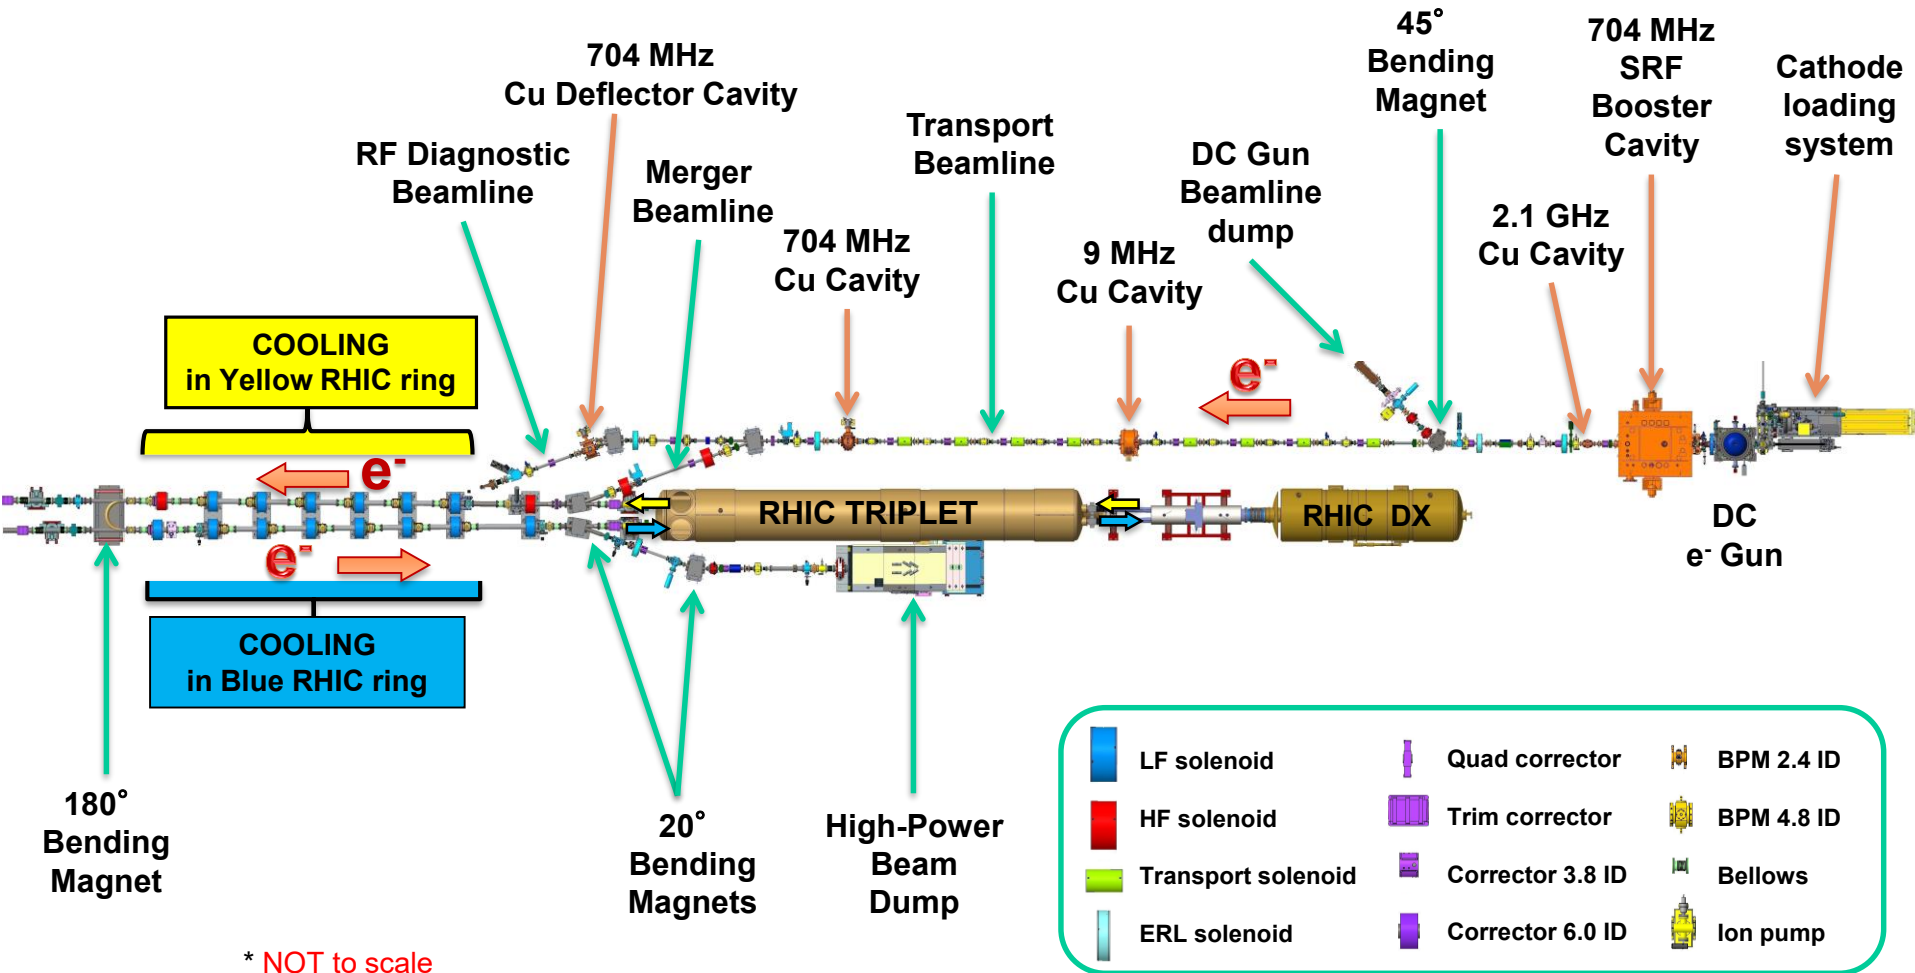 704 MHz
Cu Deflector Cavity
RF Diagnostic
Beamline
Merger
Beamline
704 MHz
Cu Cavity
Transport
Beamline
9 MHz
Cu Cavity
DC Gun
Beamline
dump
45°
Bending
Magnet
2.1 GHz
Cu Cavity
704 MHz
SRF
Booster
Cavity
Cathode
loading
system
COOLING
in Yellow RHIC ring
e-
e-
RHIC TRIPLET
RHIC DX
DC
e- Gun
e-
COOLING
in Blue RHIC ring
180°
Bending
Magnet
20°
Bending
Magnets
High-Power
Beam
Dump
LF solenoid
HF solenoid
Transport solenoid
ERL solenoid
Quad corrector
Trim corrector
Corrector 3.8 ID
Corrector 6.0 ID
BPM 2.4 ID
BPM 4.8 ID
Bellows
Ion pump
* NOT to scale